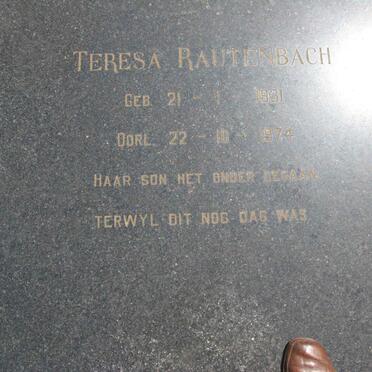 TERESA RAUTENBACH
GEB. 21 - 1 - 1931
OORL. 22 - 10 - 1974
HAAR SON HET ONDER GEGAAN
TERWYL DIT NOG DAG WAS